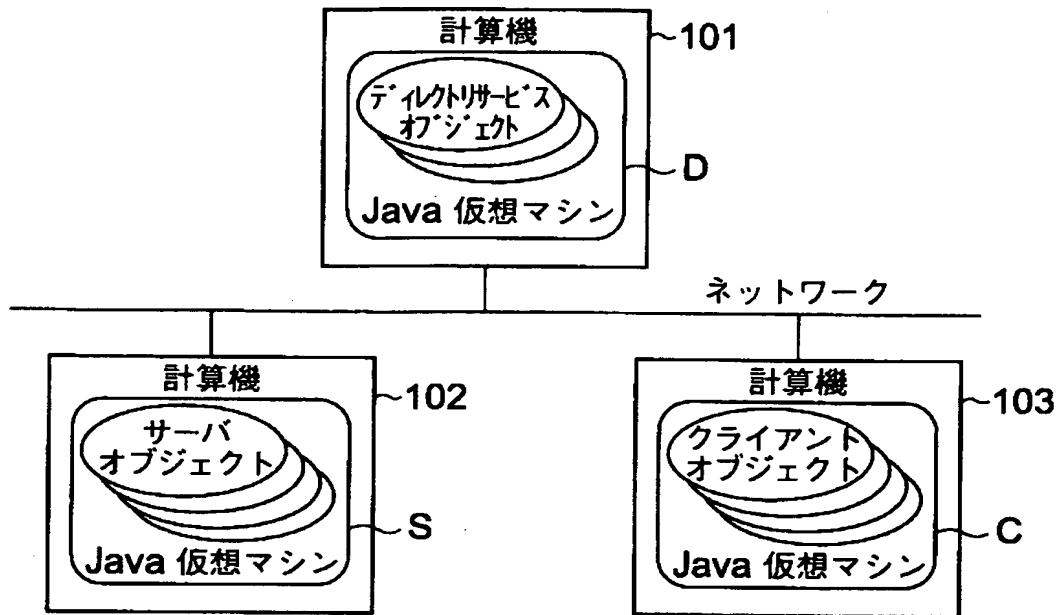 計算機
101
ディレクトリサービス
オブジェクト
D
Java 仮想マシン
ネットワーク
計算機
102
サーバ
オブジェクト
S
Java 仮想マシン
計算機
103
クライアント
オブジェクト
C
Java 仮想マシン